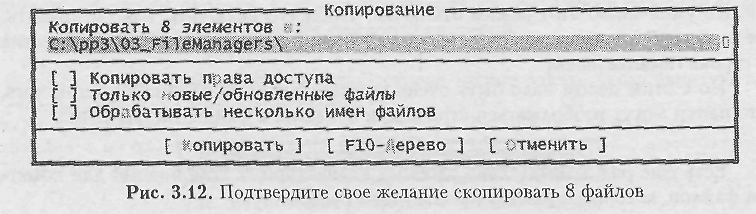 Копирование
Копировать 8 элементов в:
C:\pp3\03_FileManagers\
[ ] Копировать права доступа
[ ] Только новые/обновленные файлы
[ ] Обрабатывать несколько имен файлов
[ Копировать ] [ F10-Дерево ] [ Отменить ]
Рис. 3.12. Подтвердите свое желание скопировать 8 файлов